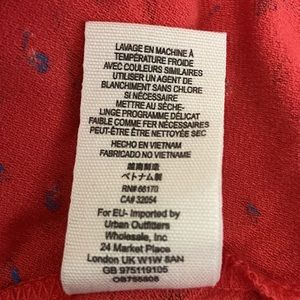 LAVAGE EN MACHINE À
TEMPÉRATURE FROIDE
AVEC COULEURS SIMILAIRES
UTILISER UN AGENT DE
BLANCHIMENT SANS CHLORE
SI NÉCESSAIRE
METTRE AU SÈCHE-
LINGE PROGRAMME DÉLICAT
FAIBLE COMME FER NÉCESSAIRES
PEUT-ÊTRE ÊTRE NETTOYÉE SEC
HECHO EN VIETNAM
FABRICADO NO VIETNAME
越南制造
ベトナム製
RN# 66170
CA# 32054
For EU- Imported by
Urban Outfitters
Wholesale, Inc
24 Market Place
London UK W1W 8AN
GB 975119105